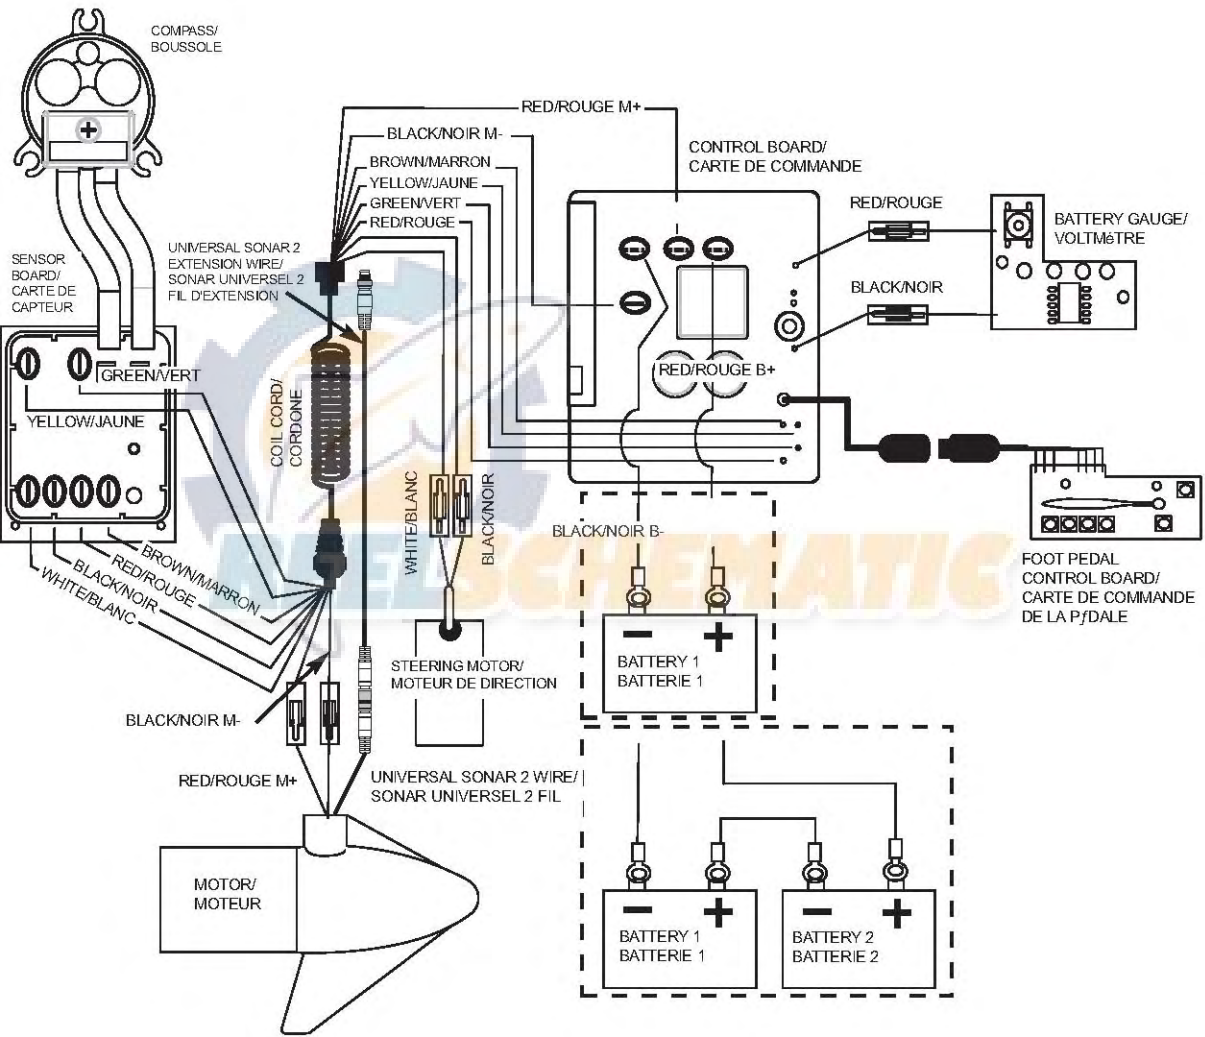 COMPASS/
BOUSSOLE
RED/ROUGE M+
BLACK/NOIR M-
CONTROL BOARD/
CARTE DE COMMANDE
BROWN/MARRON
YELLOW/JAUNE
GREEN/VERT
RED/ROUGE
RED/ROUGE
BATTERY GAUGE/
VOLTMéTRE
BLACK/NOIR
UNIVERSAL SONAR 2
EXTENSION WIRE/
SONAR UNIVERSEL 2
FIL D'EXTENSION
SENSOR
BOARD/
CARTE DE
CAPTEUR
GREEN/VERT
YELLOW/JAUNE
COIL CORD/
CORDONE
RED/ROUGE B+
WHITE/BLANC
BLACK/NOIR
BLACK/NOIR B-
REELSCHEMATIC
BROWN/MARRON
RED/ROUGE
BLACK/NOIR
WHITE/BLANC
FOOT PEDAL
CONTROL BOARD/
CARTE DE COMMANDE
DE LA PƒDALE
BATTERY 1
BATTERIE 1
STEERING MOTOR/
MOTEUR DE DIRECTION
BLACK/NOIR M-
RED/ROUGE M+
UNIVERSAL SONAR 2 WIRE/
SONAR UNIVERSEL 2 FIL
MOTOR/
MOTEUR
BATTERY 1
BATTERIE 1
BATTERY 2
BATTERIE 2